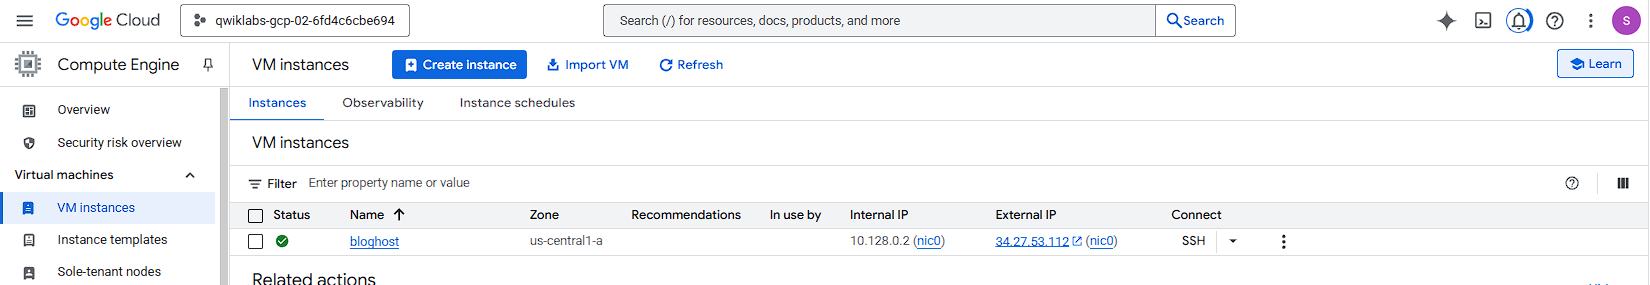 Google Cloud qwiklabs-gcp-02-6fd4c6cbe694 Search (/) for resources, docs, products, and more Search S
Compute Engine VM instances Create instance Import VM Refresh Learn
Overview
Security risk overview
Virtual machines
VM instances
Instance templates
Sole-tenant nodes
Instances Observability Instance schedules
VM instances
Filter Enter property name or value
Status Name Zone Recommendations In use by Internal IP External IP Connect
bloghost us-central1-a 10.128.0.2 (nic0) 34.27.53.112 (nic0) SSH
Related actions